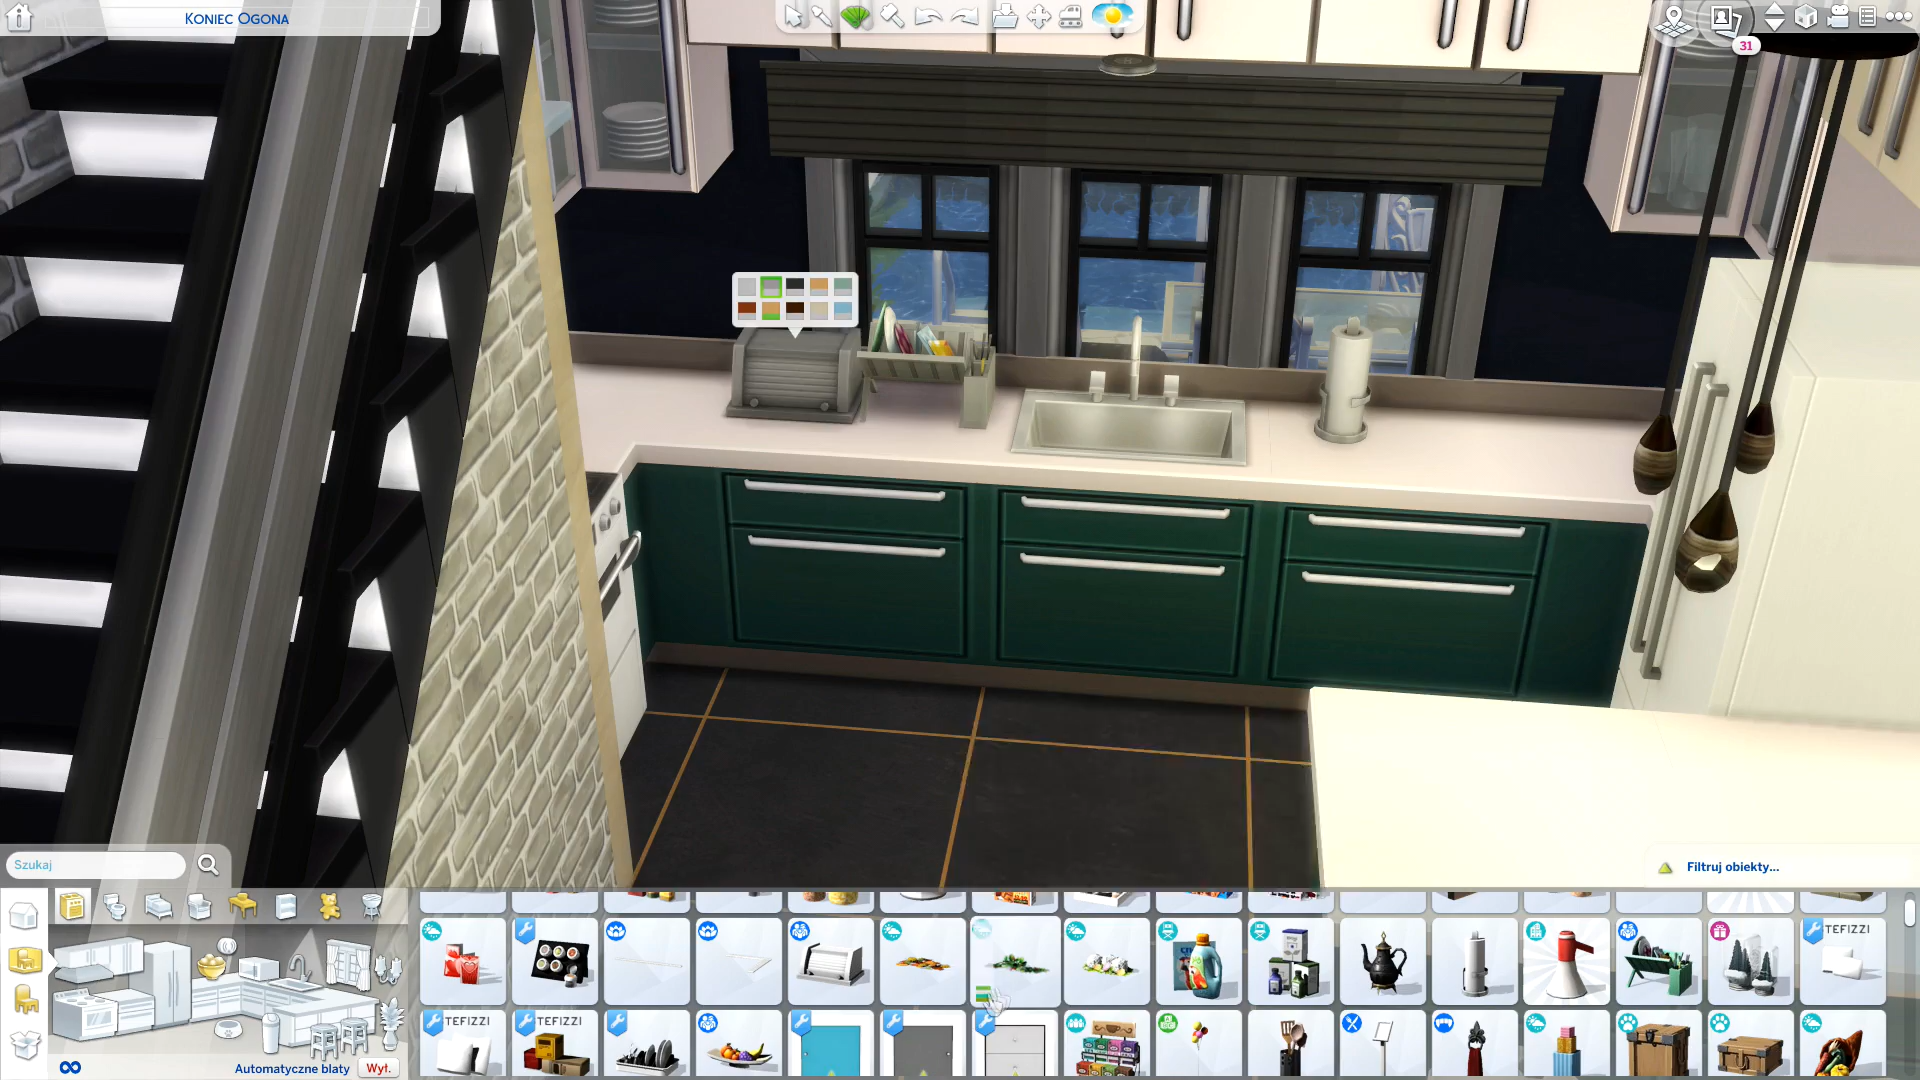 Koniec Ogona
31
Szukaj
Filtruj obiekty...
TEFIZZI
TEFIZZI
TEFIZZI
Automatyczne blaty
Wył.